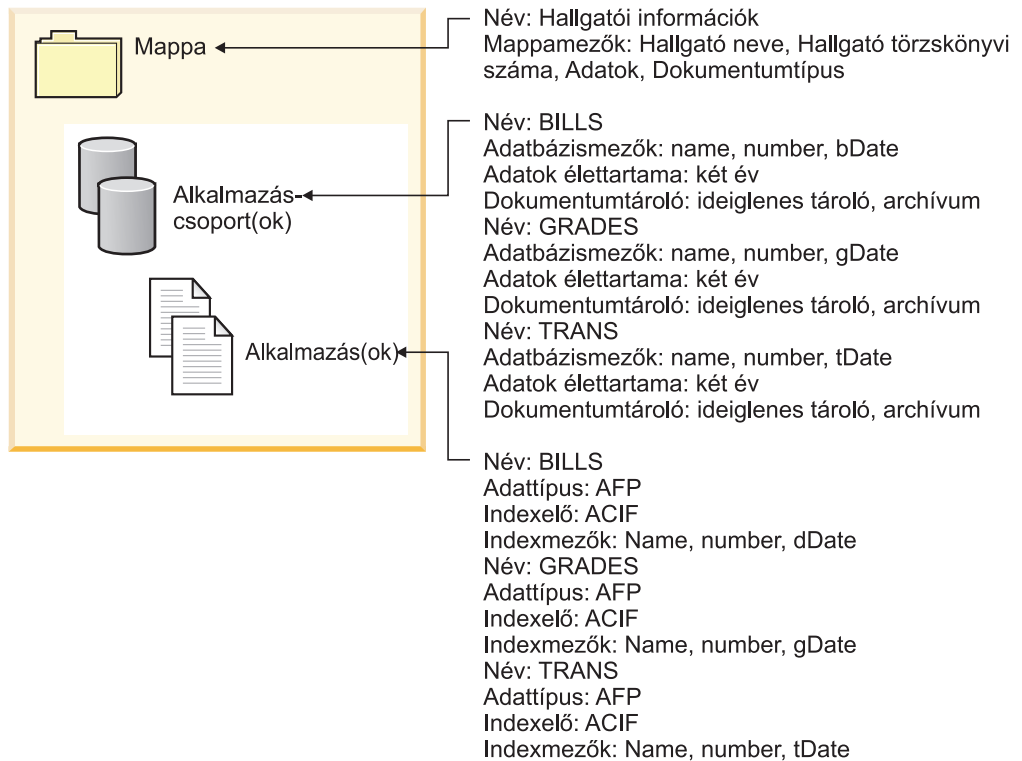 Mappa
Név: Hallgatói információk
Mappamezők: Hallgató neve, Hallgató törzskönyvi
száma, Adatok, Dokumentumtípus
Alkalmazás-
csoport(ok)
Név: BILLS
Adatbázismezők: name, number, bDate
Adatok élettartama: két év
Dokumentumtároló: ideiglenes tároló, archívum
Név: GRADES
Adatbázismezők: name, number, gDate
Adatok élettartama: két év
Dokumentumtároló: ideiglenes tároló, archívum
Név: TRANS
Adatbázismezők: name, number, tDate
Adatok élettartama: két év
Dokumentumtároló: ideiglenes tároló, archívum
Alkalmazás(ok)
Név: BILLS
Adattípus: AFP
Indexelő: ACIF
Indexmezők: Name, number, dDate
Név: GRADES
Adattípus: AFP
Indexelő: ACIF
Indexmezők: Name, number, gDate
Név: TRANS
Adattípus: AFP
Indexelő: ACIF
Indexmezők: Name, number, tDate